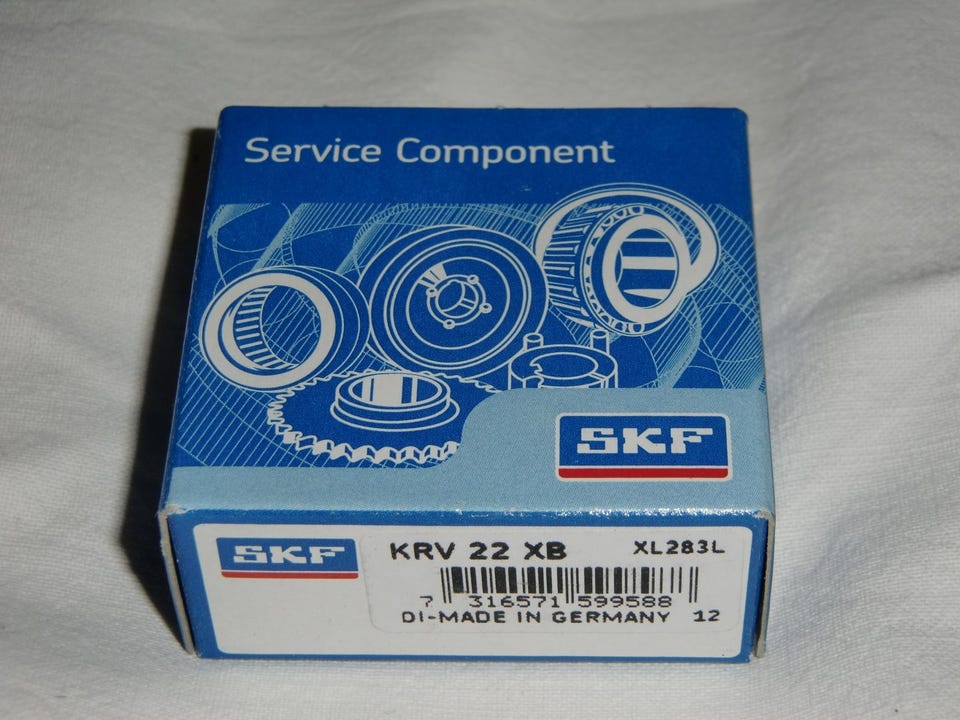 Service Component
SKF
SKF
KRV 22 XB
XL283L
7 316571 599588
DI-MADE IN GERMANY 12